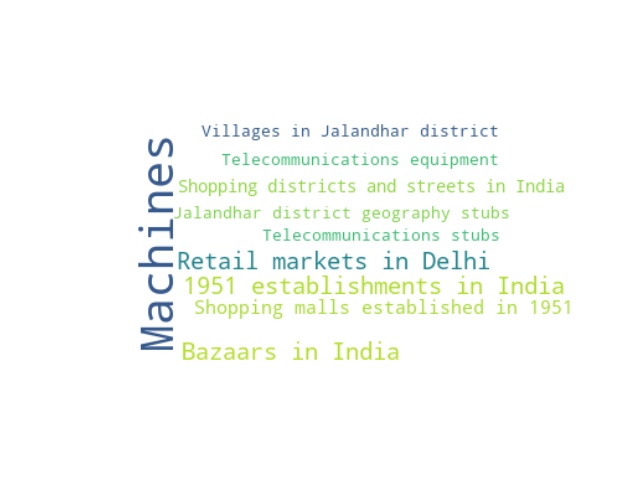 Machines
Villages in Jalandhar district
Telecommunications equipment
Shopping districts and streets in India
Jalandhar district geography stubs
Telecommunications stubs
Retail markets in Delhi
1951 establishments in India
Shopping malls established in 1951
Bazaars in India